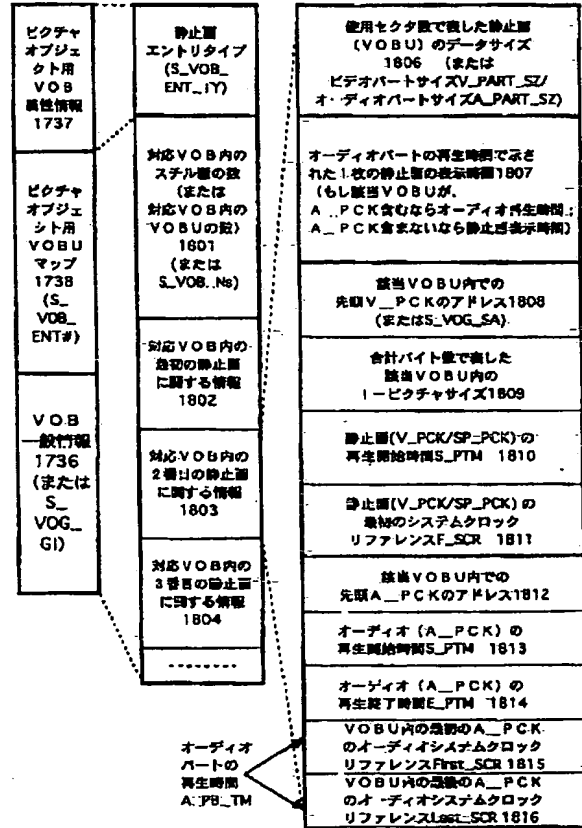 ピクチャ
オブジェ
クト用
VOB
属性情報
1737
ピクチャ
オブジェ
クト用
VOBU
マップ
1738
(S_
VOB_
ENT#)
VOB
一般情報
1736
(または
S_
VOG_
GI)
静止画
エントリタイプ
(S_VOB_
ENT_TY)
対応VOB内の
スチル画の数
(または
対応VOB内の
VOBUの数)
1801
(または
S_VOB_Ns)
対応VOB内の
最初の静止画
に関する情報
1802
対応VOB内の
2番目の静止画
に関する情報
1803
対応VOB内の
3番目の静止画
に関する情報
1804
使用セクタ数で表した静止画
(VOBU)のデータサイズ
1806 (または
ビデオパートサイズV_PART_SZ/
オーディオパートサイズA_PART_SZ)
オーディオパートの再生時間で示さ
れた1枚の静止画の表示時間1807
(もし該当VOBUが、
A__PCK含むならオーディオ再生時間;
A__PCK含まないなら静止画表示時間)
該当VOBU内での
先頭V__PCKのアドレス1808
(またはS_VOG_SA)
合計バイト数で表した
該当VOBU内の
I－ピクチャサイズ1809
静止画(V_PCK/SP_PCK)の
再生開始時間S_PTM 1810
静止画(V_PCK/SP_PCK)の
最初のシステムクロック
リファレンスF_SCR 1811
該当VOBU内での
先頭A__PCKのアドレス1812
オーディオ(A__PCK)の
再生開始時間S_PTM 1813
オーディオ(A__PCK)の
再生終了時間E_PTM 1814
VOBU内の最初のA__PCK
のオーディオシステムクロック
リファレンスFirst_SCR 1815
VOBU内の最後のA__PCK
のオーディオシステムクロック
リファレンスLast_SCR 1816
オーディオ
パートの
再生時間
A_PB_TM